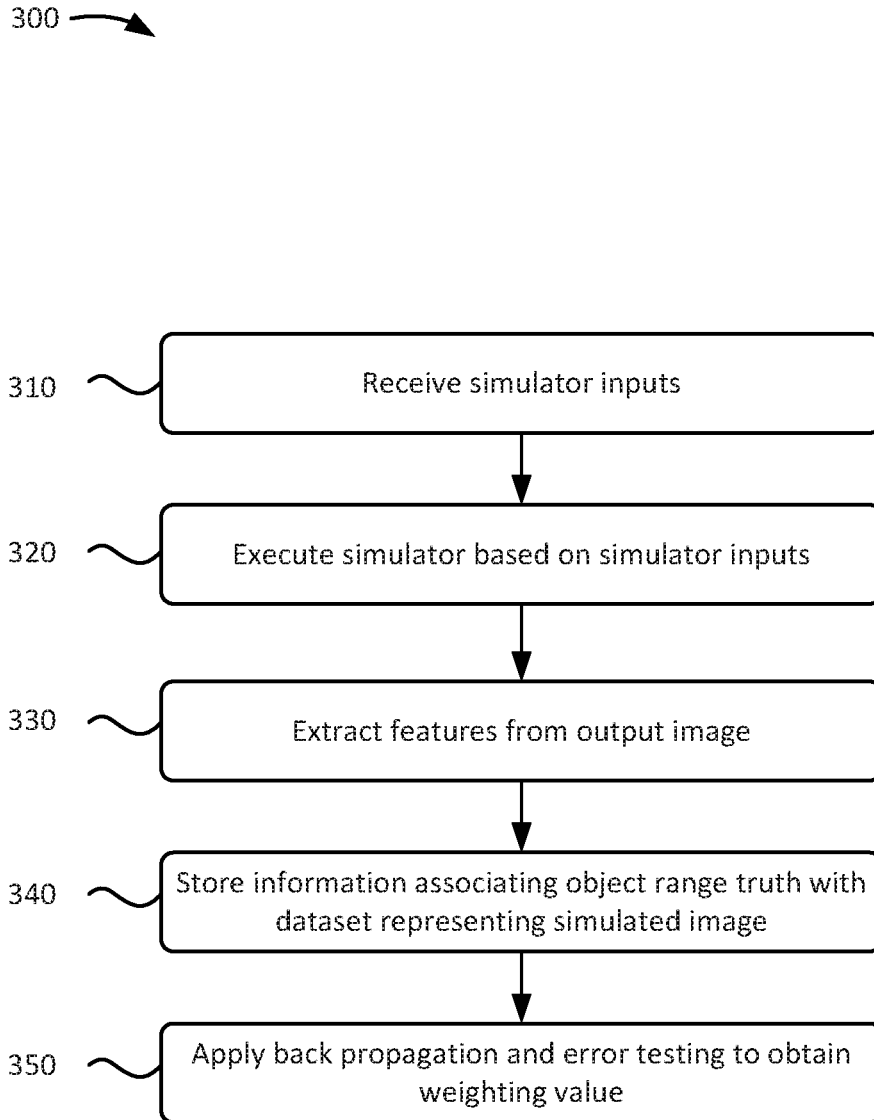 300
310
Receive simulator inputs
320
Execute simulator based on simulator inputs
330
Extract features from output image
340
Store information associating object range truth with
dataset representing simulated image
350
Apply back propagation and error testing to obtain
weighting value